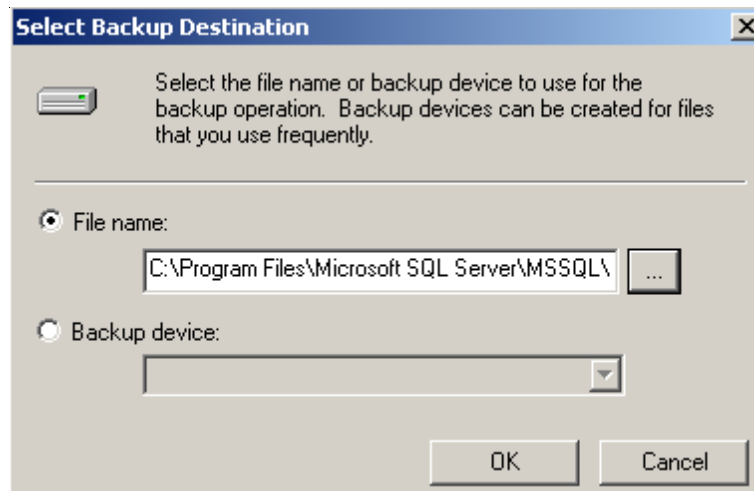 Select Backup Destination
Select the file name or backup device to use for the
backup operation.  Backup devices can be created for files
that you use frequently.
File name:
C:\Program Files\Microsoft SQL Server\MSSQL\
...
Backup device:
OK
Cancel